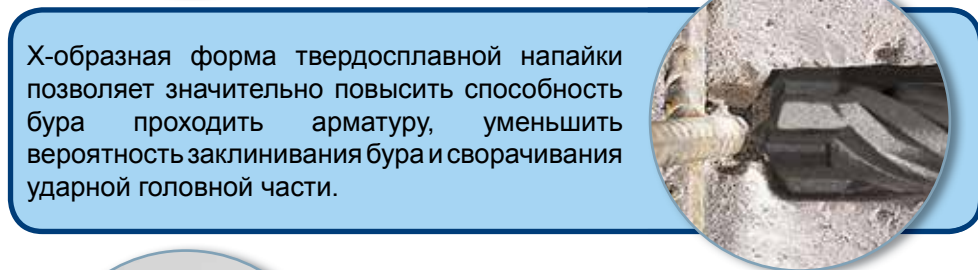 Х-образная форма твердосплавной напайки
позволяет значительно повысить способность
бура проходить арматуру, уменьшить
вероятность заклинивания бура и сворачивания
ударной головной части.